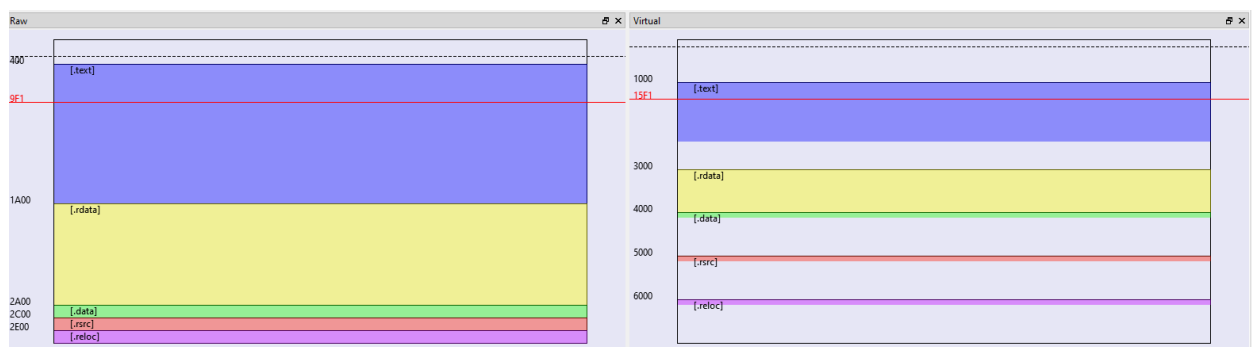 Raw
400
[.text]
9F1
1A00
[.rdata]
2A00
[.data]
2C00
[.rsrc]
2E00
[.reloc]
Virtual
1000
[.text]
15F1
3000
[.rdata]
4000
[.data]
5000
[.rsrc]
6000
[.reloc]